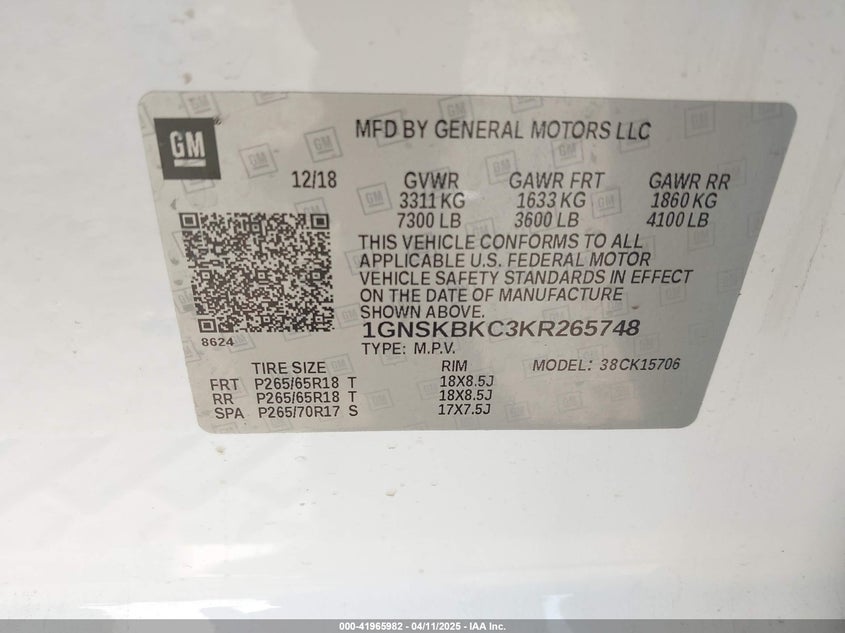 GM
MFD BY GENERAL MOTORS LLC
12/18 GVWR GAWR FRT GAWR RR
3311 KG 1633 KG 1860 KG
7300 LB 3600 LB 4100 LB
THIS VEHICLE CONFORMS TO ALL
APPLICABLE U.S. FEDERAL MOTOR
VEHICLE SAFETY STANDARDS IN EFFECT
ON THE DATE OF MANUFACTURE
SHOWN ABOVE.
8624
1GNSKBKC3KR265748
TYPE: M.P.V.
TIRE SIZE RIM MODEL: 38CK15706
FRT P265/65R18 T 18X8.5J
RR P265/65R18 T 18X8.5J
SPA P265/70R17 S 17X7.5J
000-41965982 - 04/11/2025 - IAA Inc.